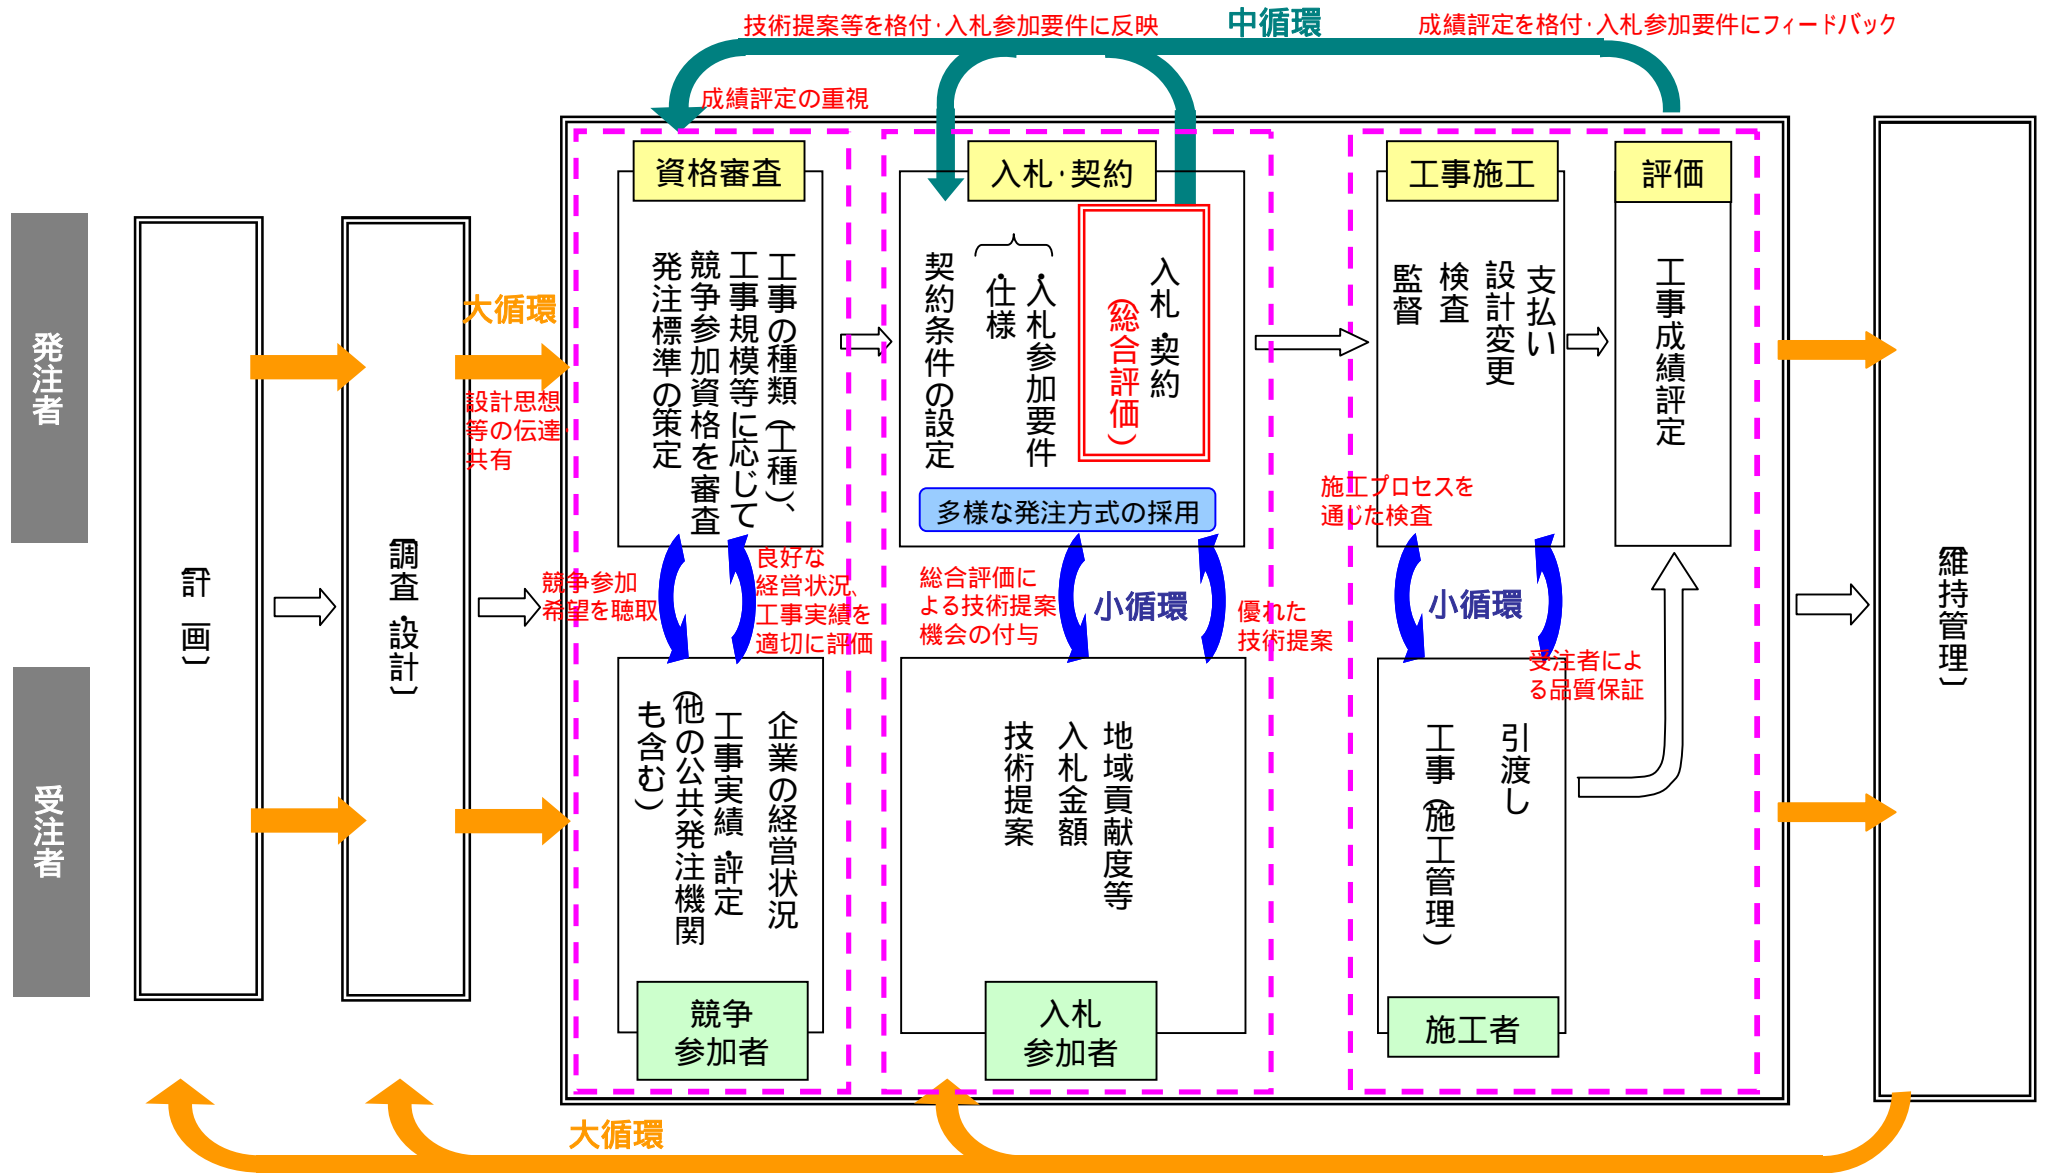 技術提案等を格付・入札参加要件に反映
中循環
成績評定を格付・入札参加要件にフィードバック
成績評定の重視
発注者
受注者
〔計 画〕
〔調査・設計〕
大循環
設計思想
等の伝達・
共有
資格審査
工事の種類（工種）、
工事規模等に応じて
競争参加資格を審査
発注標準の策定
競争参加
希望を聴取
良好な
経営状況、
工事実績を
適切に評価
企業の経営状況
工事実績・評定
（他の公共発注機関
も含む）
競争
参加者
入札・契約
入札・契約
（総合評価）
・入札参加要件
・仕様
契約条件の設定
多様な発注方式の採用
総合評価に
よる技術提案
機会の付与
小循環
優れた
技術提案
地域貢献度等
入札金額
技術提案
入札
参加者
工事施工
支払い
設計変更
検査
監督
施工プロセスを
通じた検査
小循環
受注者によ
る品質保証
引渡し
工事（施工管理）
施工者
評価
工事成績評定
〔維持管理〕
大循環